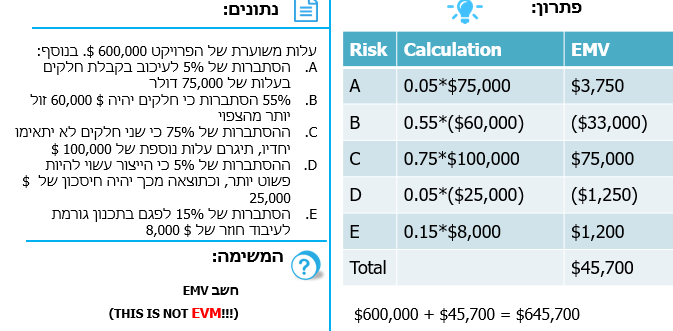 נתונים:
עלות משוערת של הפרויקט 600,000 $. בנוסף:
A. הסתברות של 5% לעיכוב בקבלת חלקים
בעלות של 75,000 דולר
B. 55% הסתברות כי חלקים יהיה $ 60,000 זול
יותר מהצפוי
C. ההסתברות של 75% כי שני חלקים לא יתאימו
יחדיו, תיגרם עלות נוספת של 100,000 $
D. ההסתברות של 5% כי הייצור עשוי להיות
פשוט יותר, וכתוצאה מכך יהיה חיסכון של $
25,000
E. הסתברות של 15% לפגם בתכנון גורמת
לעיבוד חוזר של $ 8,000
המשימה:
חשב EMV
(THIS IS NOT EVM!!!)
פתרון:
Risk Calculation EMV
A 0.05*$75,000 $3,750
B 0.55*($60,000) ($33,000)
C 0.75*$100,000 $75,000
D 0.05*($25,000) ($1,250)
E 0.15*$8,000 $1,200
Total $45,700
$600,000 + $45,700 = $645,700